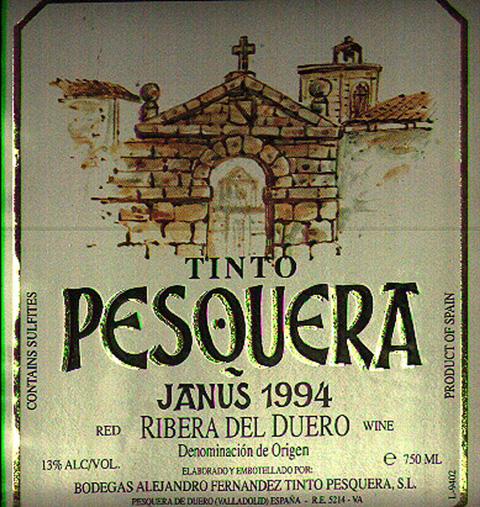 TINTO
PESQUERA
JANUS 1994
RED RIBERA DEL DUERO WINE
Denominación de Origen
13% ALC/VOL. e 750 ML
ELABORADO Y EMBOTELLADO POR:
BODEGAS ALEJANDRO FERNANDEZ TINTO PESQUERA, S.L.
PESQUERA DE DUERO (VALLADOLID) ESPAÑA - R.E. 5214 - VA
CONTAINS SULFITES
PRODUCT OF SPAIN
L-9402